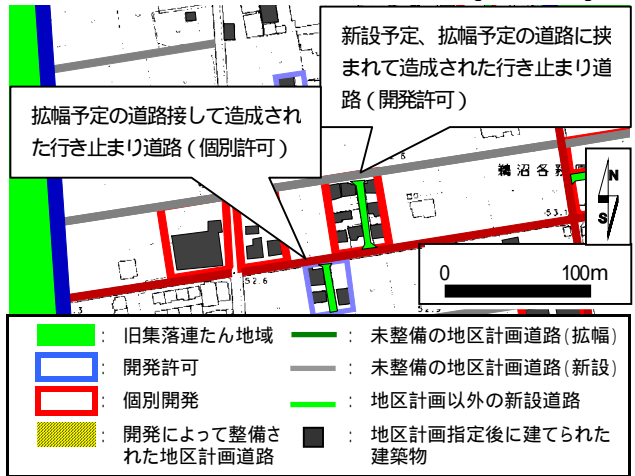 新設予定、拡幅予定の道路に挟
まれて造成された行き止まり道
路（開発許可）
拡幅予定の道路接して造成され
た行き止まり道路（個別許可）
鵜沼各務原
53.1
52.6
N
S
0 100m
： 旧集落連たん地域
： 未整備の地区計画道路(拡幅)
： 開発許可
： 未整備の地区計画道路(新設)
： 個別開発
： 地区計画以外の新設道路
： 開発によって整備さ
れた地区計画道路
： 地区計画指定後に建てられた
建築物